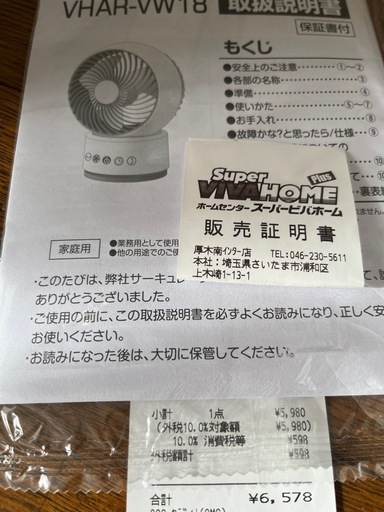 VHAR-VW18 取扱説明書
保証書付
もくじ
●安全上のご注意 ①〜②
●各部の名称 ③
●準備 ④
●使いかた ⑤〜⑦
●お手入れ ⑧
●故障かな?と思ったら/仕様 ⑨
家庭用
●業務用として使用
●他の用途でのご使
Super
VIVAHOME
Plus
ホームセンター スーパービバホーム
販売証明書
厚木南インター店 TEL:046-230-5611
本社:埼玉県さいたま市浦和区
上木崎1-13-1
・このたびは、弊社サーキュレ
ありがとうございました。
・ご使用の前に、この取扱説明書を必ずよくお読みになり、正しく安
お使いください。
・お読みになった後は、大切に保管してください。
小計 1点 ¥5,980
(外税10.0%対象額 ¥5,980)
10.0% 消費税等 ¥598
外税額計 ¥598
合計 ¥6,578